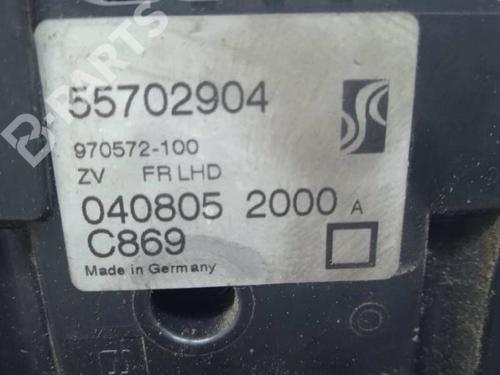 B-PARTS
55702904
970572-100
ZV FR LHD
040805 2000 A
C869
Made in Germany